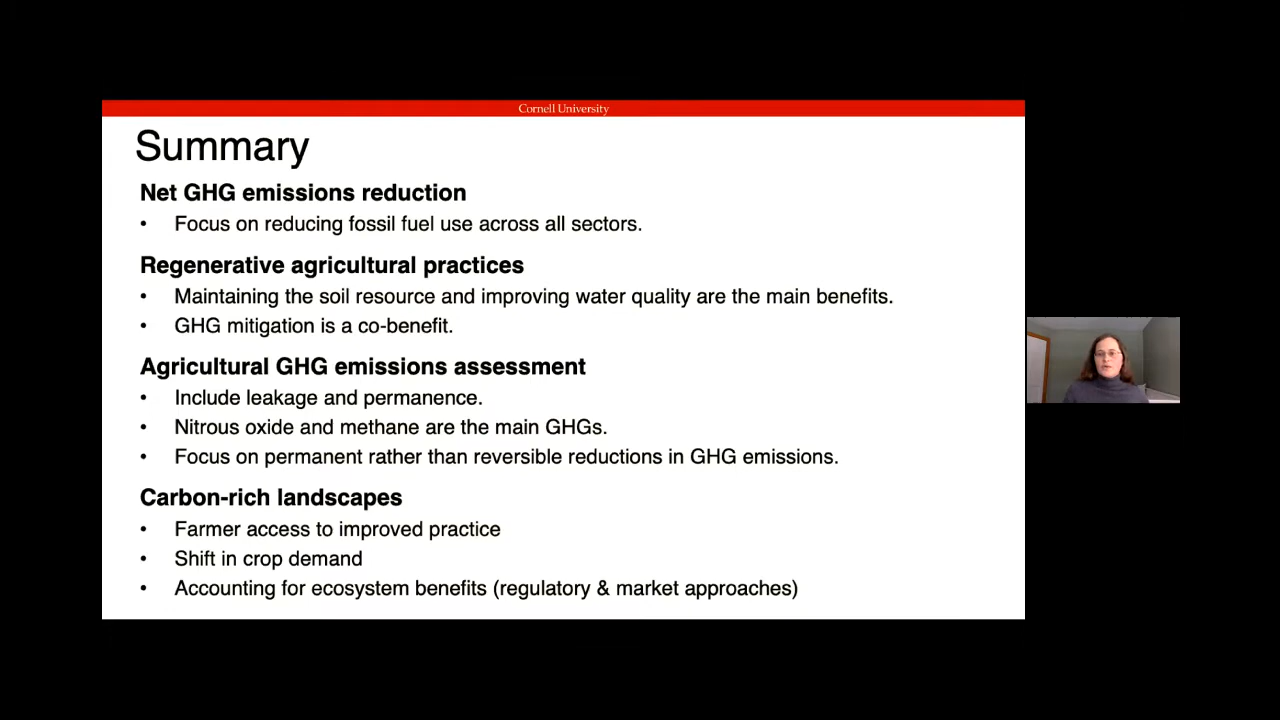 Cornell University
Summary
Net GHG emissions reduction
• Focus on reducing fossil fuel use across all sectors.
Regenerative agricultural practices
• Maintaining the soil resource and improving water quality are the main benefits.
• GHG mitigation is a co-benefit.
Agricultural GHG emissions assessment
• Include leakage and permanence.
• Nitrous oxide and methane are the main GHGs.
• Focus on permanent rather than reversible reductions in GHG emissions.
Carbon-rich landscapes
• Farmer access to improved practice
• Shift in crop demand
• Accounting for ecosystem benefits (regulatory & market approaches)